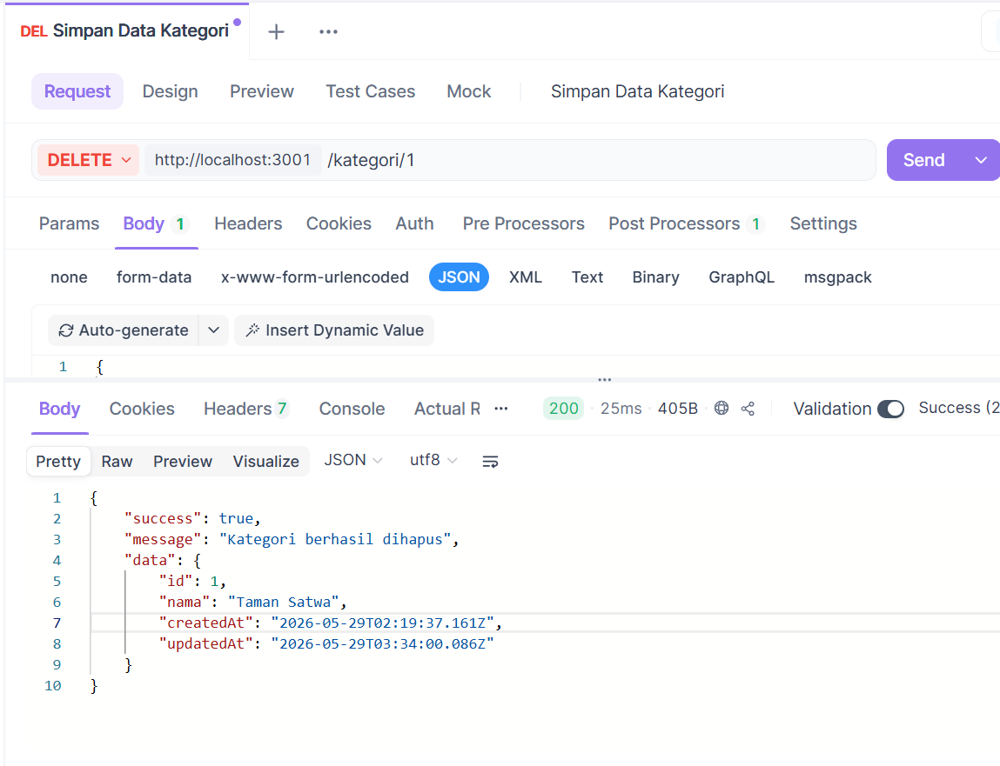 DEL Simpan Data Kategori
Request Design Preview Test Cases Mock Simpan Data Kategori
DELETE http://localhost:3001 /kategori/1 Send
Params Body 1 Headers Cookies Auth Pre Processors Post Processors 1 Settings
none form-data x-www-form-urlencoded JSON XML Text Binary GraphQL msgpack
Auto-generate Insert Dynamic Value
1 {
Body Cookies Headers 7 Console Actual R ... 200 · 25ms · 405B Validation Success (2
Pretty Raw Preview Visualize JSON utf8
1 {
2 "success": true,
3 "message": "Kategori berhasil dihapus",
4 "data": {
5 "id": 1,
6 "nama": "Taman Satwa",
7 "createdAt": "2026-05-29T02:19:37.161Z",
8 "updatedAt": "2026-05-29T03:34:00.086Z"
9 }
10 }